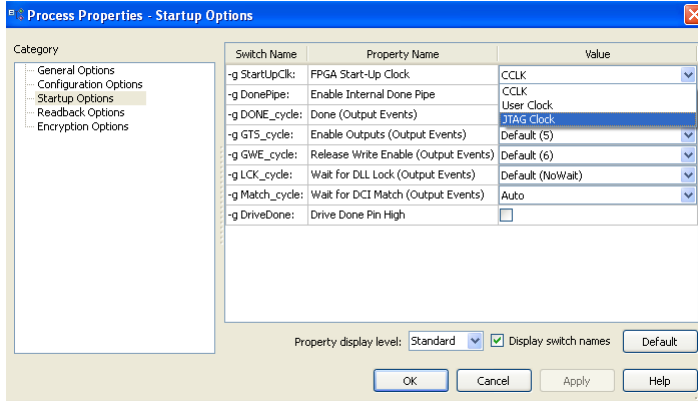 Process Properties - Startup Options
Category
General Options
Configuration Options
Startup Options
Readback Options
Encryption Options
Switch Name Property Name Value
-g StartUpClk: FPGA Start-Up Clock CCLK
-g DonePipe: Enable Internal Done Pipe CCLK
User Clock
-g DONE_cycle: Done (Output Events) JTAG Clock
-g GTS_cycle: Enable Outputs (Output Events) Default (5)
-g GWE_cycle: Release Write Enable (Output Events) Default (6)
-g LCK_cycle: Wait for DLL Lock (Output Events) Default (NoWait)
-g Match_cycle: Wait for DCI Match (Output Events) Auto
-g DriveDone: Drive Done Pin High
Property display level: Standard Display switch names Default
OK Cancel Apply Help